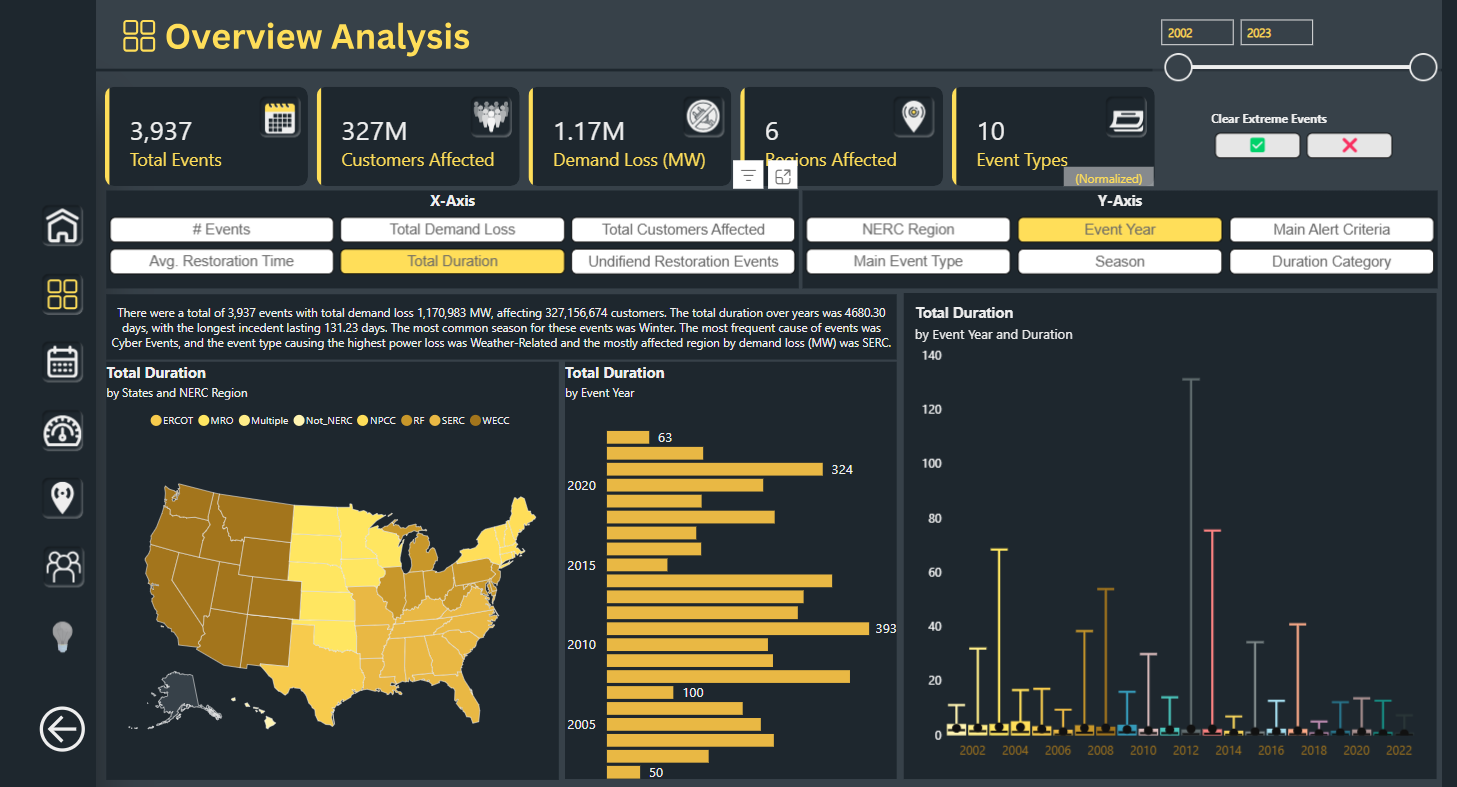 Overview Analysis
2002
2023
3,937
Total Events
327M
Customers Affected
1.17M
Demand Loss (MW)
6
Regions Affected
10
Event Types
(Normalized)
Clear Extreme Events
X-Axis
# Events
Total Demand Loss
Total Customers Affected
Avg. Restoration Time
Total Duration
Undifiend Restoration Events
Y-Axis
NERC Region
Event Year
Main Alert Criteria
Main Event Type
Season
Duration Category
There were a total of 3,937 events with total demand loss 1,170,983 MW, affecting 327,156,674 customers. The total duration over years was 4680.30
days, with the longest incedent lasting 131.23 days. The most common season for these events was Winter. The most frequent cause of events was
Cyber Events, and the event type causing the highest power loss was Weather-Related and the mostly affected region by demand loss (MW) was SERC.
Total Duration
by States and NERC Region
ERCOT MRO Multiple Not_NERC NPCC RF SERC WECC
Total Duration
by Event Year
63
324
2020
2015
393
2010
100
2005
50
Total Duration
by Event Year and Duration
140
120
100
80
60
40
20
0
2002 2004 2006 2008 2010 2012 2014 2016 2018 2020 2022